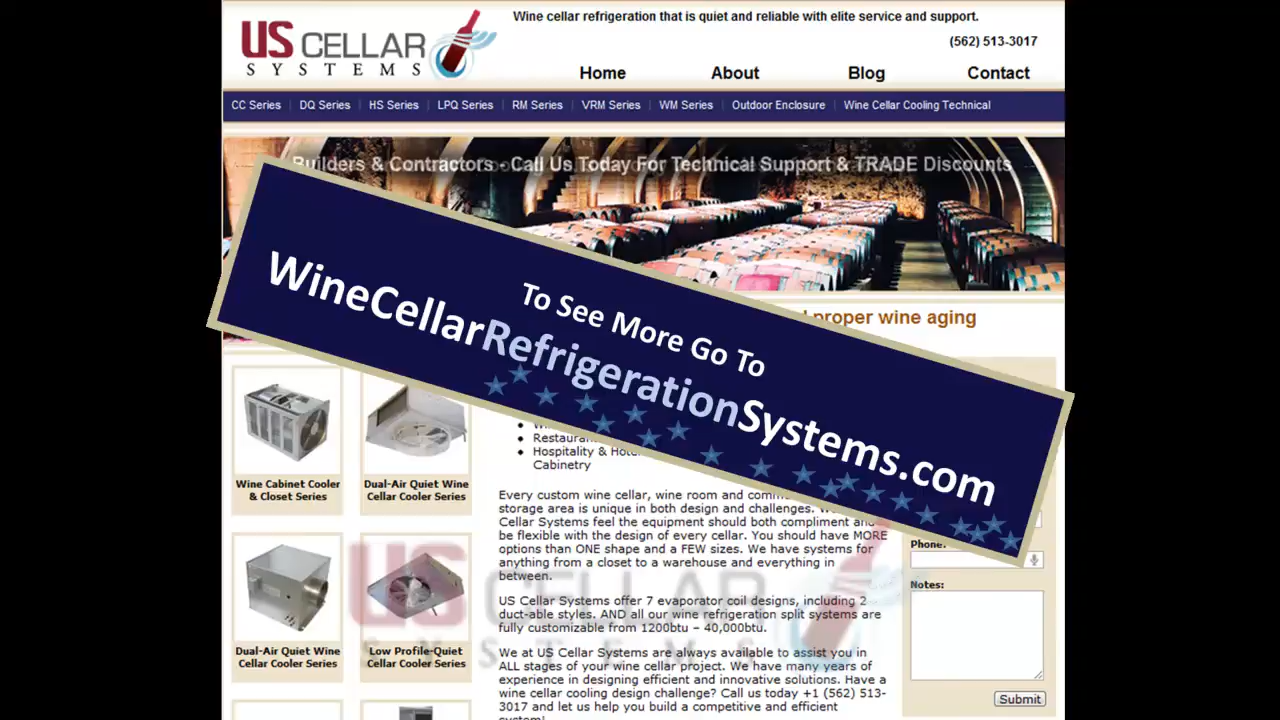 US CELLAR
SYSTEMS
Wine cellar refrigeration that is quiet and reliable with elite service and support.
(562) 513-3017
Home About Blog Contact
CC Series DQ Series HS Series LPQ Series RM Series VRM Series WM Series Outdoor Enclosure Wine Cellar Cooling Technical
Builders & Contractors - Call Us Today For Technical Support & TRADE Discounts
To See More Go To
WineCellarRefrigerationSystems.com
proper wine aging
Wine Cabinet Cooler
& Closet Series
Dual-Air Quiet Wine
Cellar Cooler Series
Dual-Air Quiet Wine
Cellar Cooler Series
Low Profile-Quiet
Cellar Cooler Series
Hospitality &
Cabinetry
Every custom wine cellar, wine room and
storage area is unique in both design and challenges.
Cellar Systems feel the equipment should both compliment and
be flexible with the design of every cellar. You should have MORE
options than ONE shape and a FEW sizes. We have systems for
anything from a closet to a warehouse and everything in
between.
US Cellar Systems offer 7 evaporator coil designs, including 2
duct-able styles. AND all our wine refrigeration split systems are
fully customizable from 1200btu – 40,000btu.
We at US Cellar Systems are always available to assist you in
ALL stages of your wine cellar project. We have many years of
experience in designing efficient and innovative solutions. Have a
wine cellar cooling design challenge? Call us today +1 (562) 513-
3017 and let us help you build a competitive and efficient
system!
Phone:
Notes:
Submit
US CELLAR
SYSTEMS